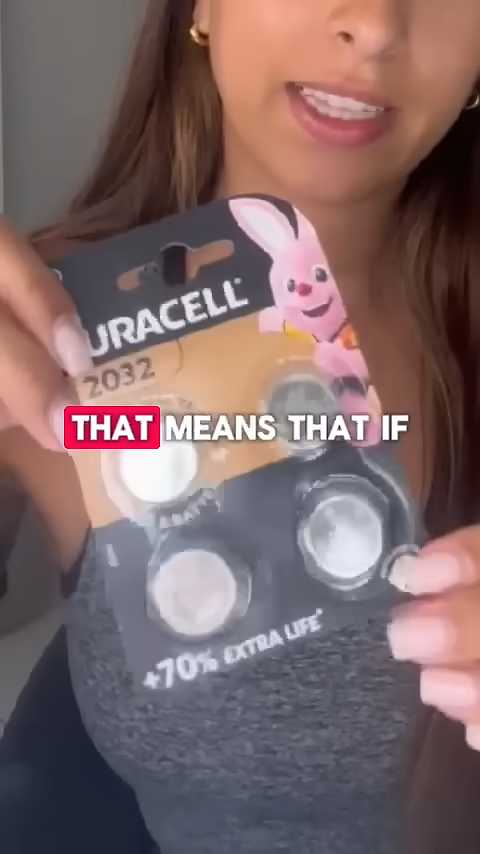 URACELL
2032
THAT MEANS THAT IF
+70% EXTRA LIFE*